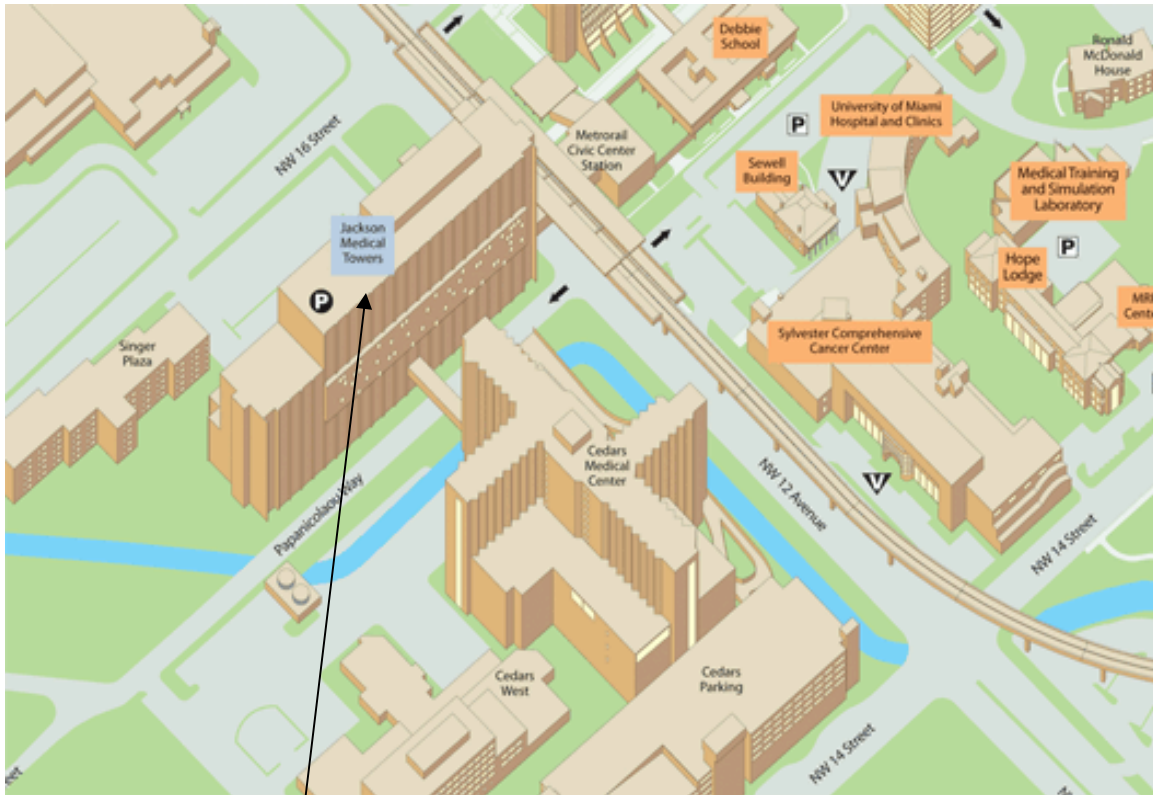 Debbie
School
Ronald
McDonald
House
University of Miami
Hospital and Clinics
P
NW 16 Street
Metrorail
Civic Center
Station
Sewell
Building
V
Medical Training
and Simulation
Laboratory
Jackson
Medical
Towers
P
Hope
Lodge
P
Singer
Plaza
Sylvester Comprehensive
Cancer Center
Cedars
Medical
Center
NW 12 Avenue
V
Papanicolaou Way
NW 14 Street
Cedars
West
Cedars
Parking
NW 14 Street